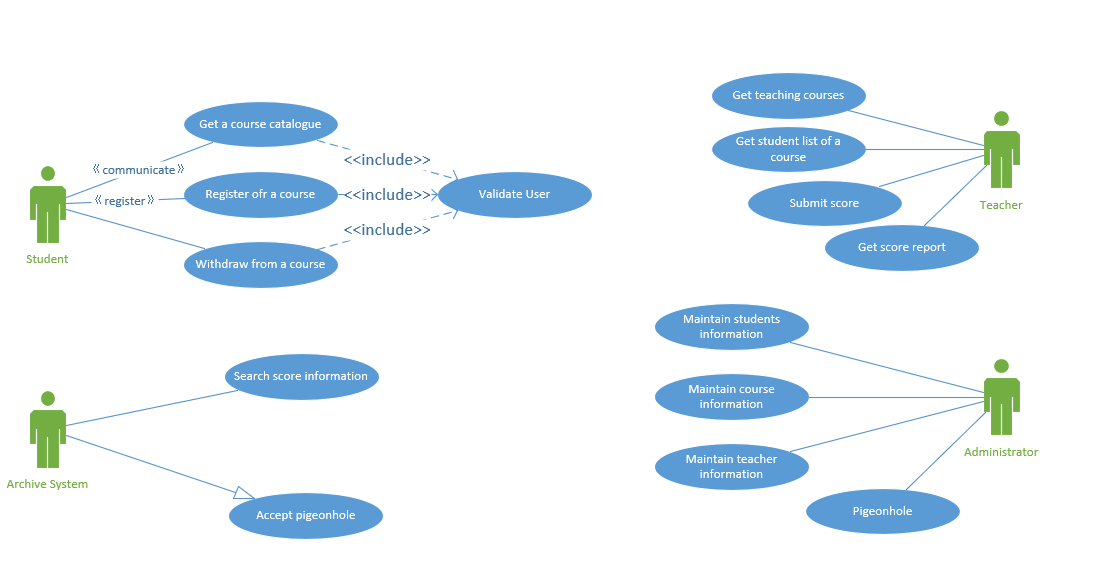 Get a course catalogue
<<include>>
《communicate》
Register ofr a course
<<include>>
Validate User
《register》
<<include>>
Student
Withdraw from a course
Get teaching courses
Get student list of a
course
Submit score
Teacher
Get score report
Search score information
Archive System
Accept pigeonhole
Maintain students
information
Maintain course
information
Administrator
Maintain teacher
information
Pigeonhole